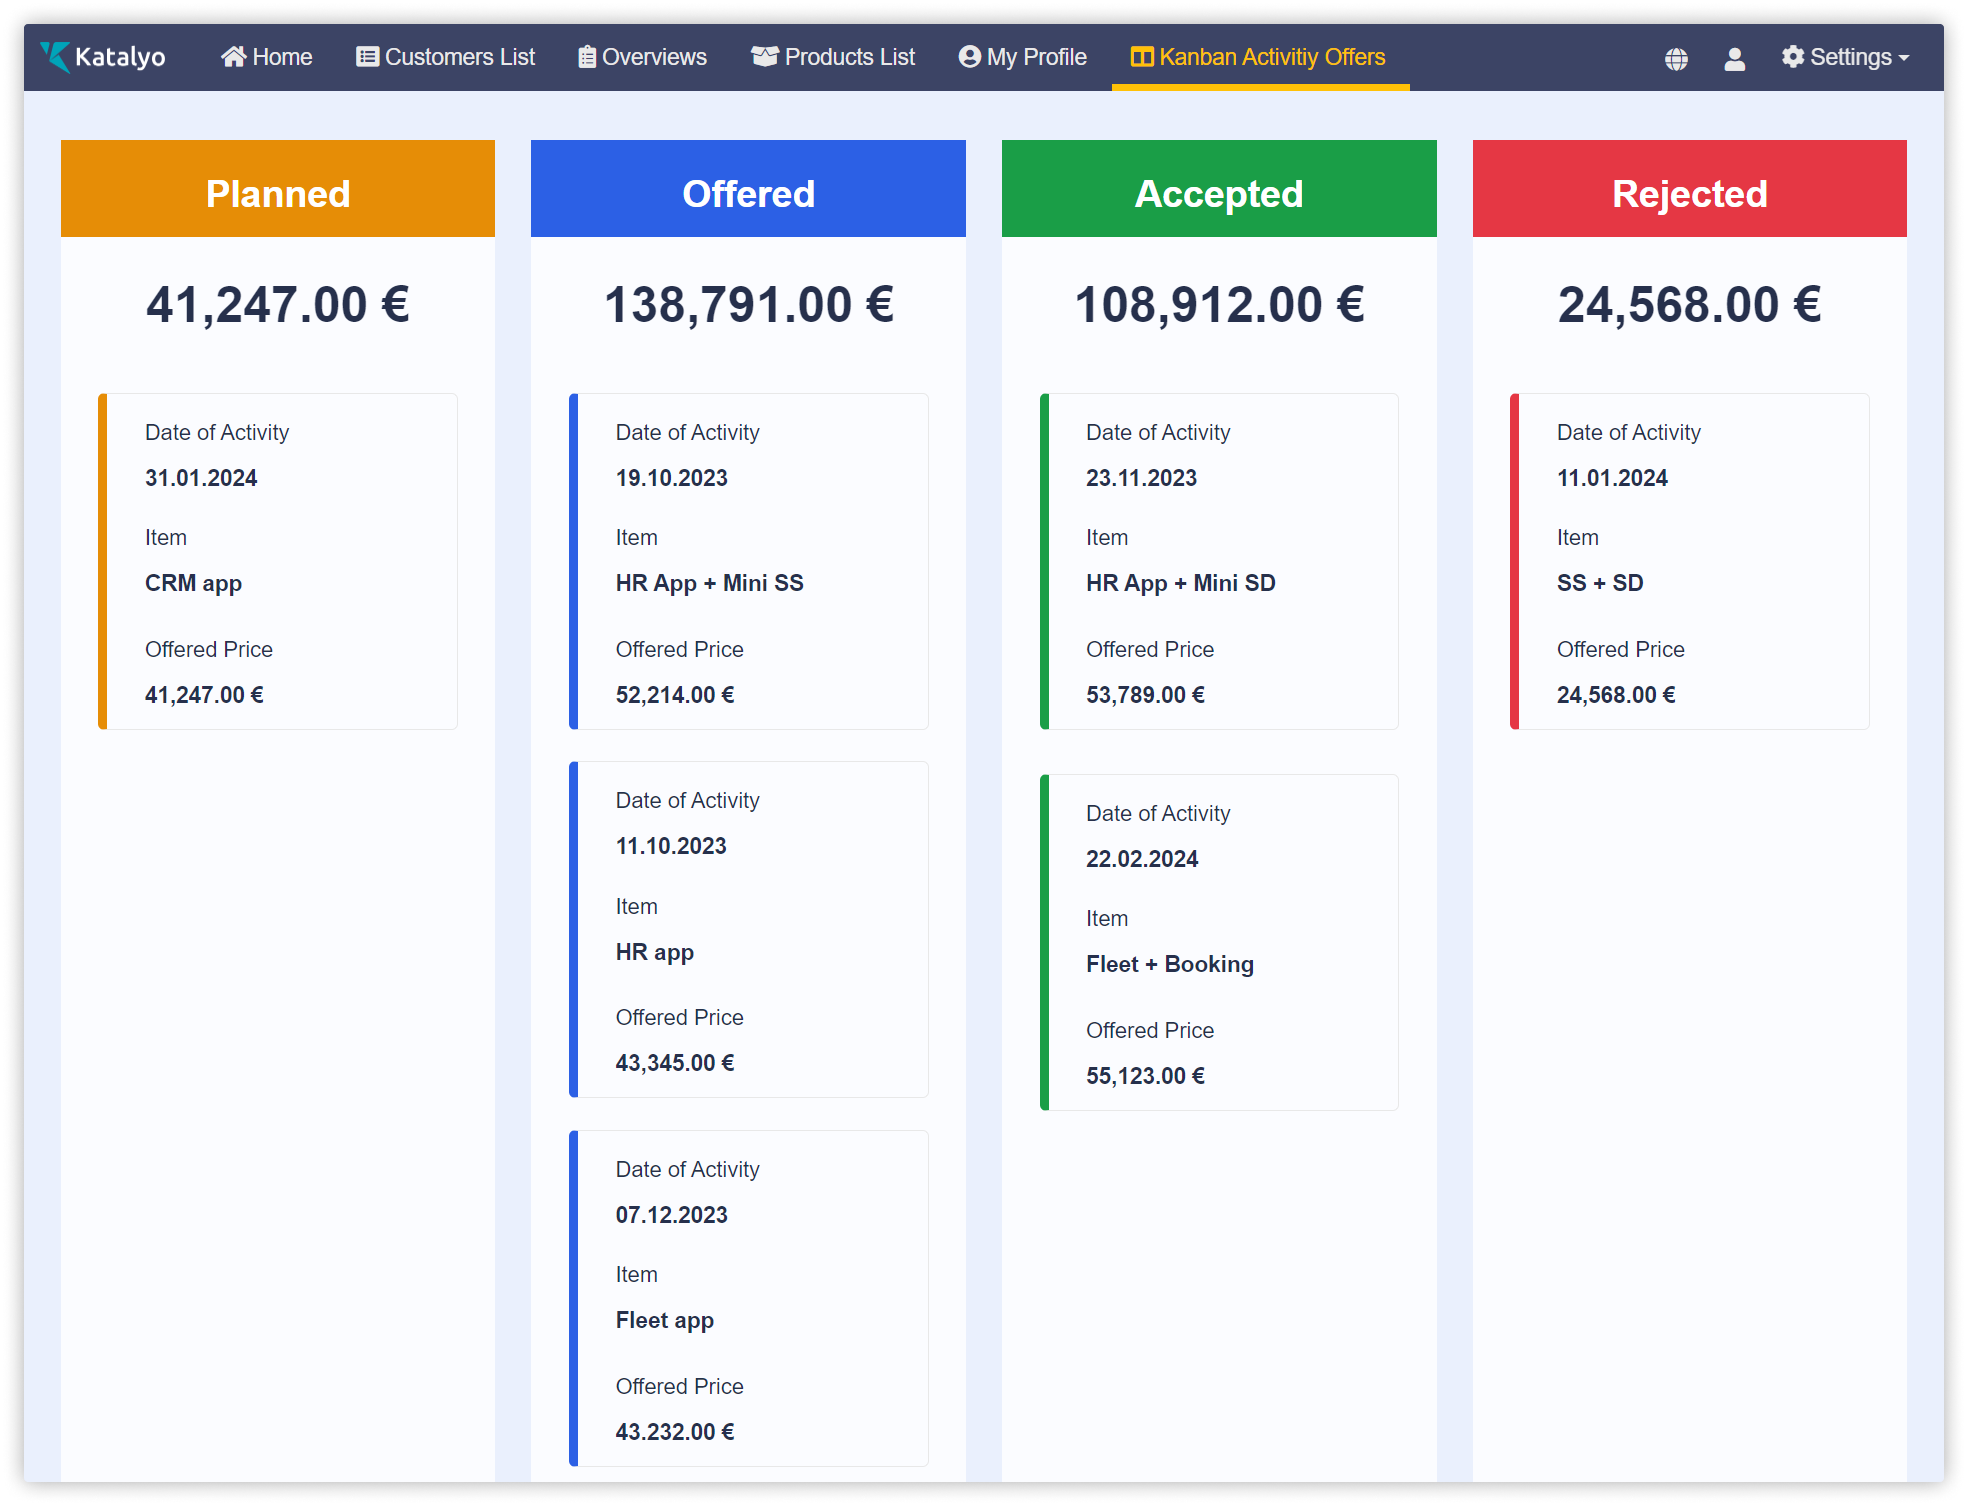 Katalyo Home Customers List Overviews Products List My Profile Kanban Activitiy Offers Settings
Planned
41,247.00 €
Date of Activity
31.01.2024
Item
CRM app
Offered Price
41,247.00 €
Offered
138,791.00 €
Date of Activity
19.10.2023
Item
HR App + Mini SS
Offered Price
52,214.00 €
Date of Activity
11.10.2023
Item
HR app
Offered Price
43,345.00 €
Date of Activity
07.12.2023
Item
Fleet app
Offered Price
43.232.00 €
Accepted
108,912.00 €
Date of Activity
23.11.2023
Item
HR App + Mini SD
Offered Price
53,789.00 €
Date of Activity
22.02.2024
Item
Fleet + Booking
Offered Price
55,123.00 €
Rejected
24,568.00 €
Date of Activity
11.01.2024
Item
SS + SD
Offered Price
24,568.00 €